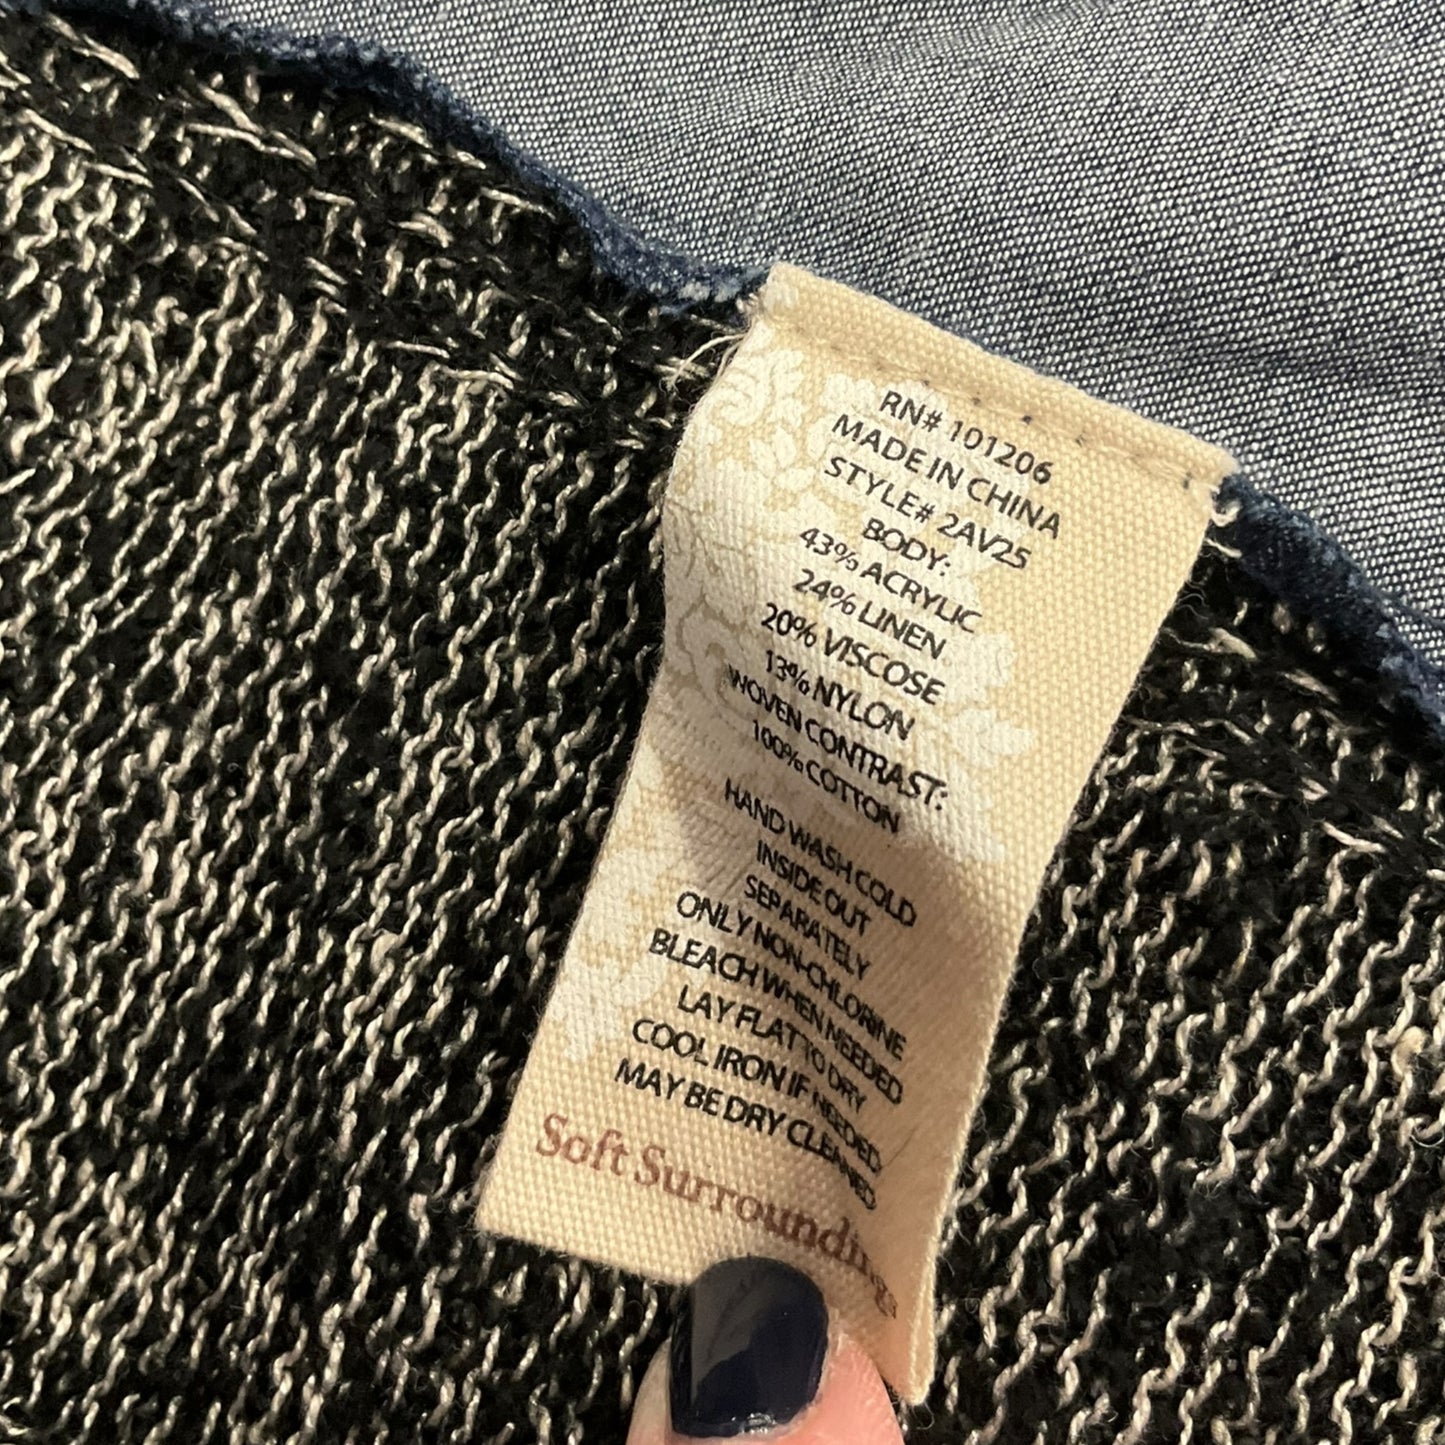 RN# 101206
MADE IN CHINA
STYLE# 2AV25
BODY:
43% ACRYLIC
24% LINEN
20% VISCOSE
13% NYLON
WOVEN CONTRAST:
100% COTTON
HAND WASH COLD
INSIDE OUT
SEPARATELY
ONLY NON-CHLORINE
BLEACH WHEN NEEDED
LAY FLAT TO DRY
COOL IRON IF NEEDED.
MAY BE DRY CLEANED
Soft Surroundings